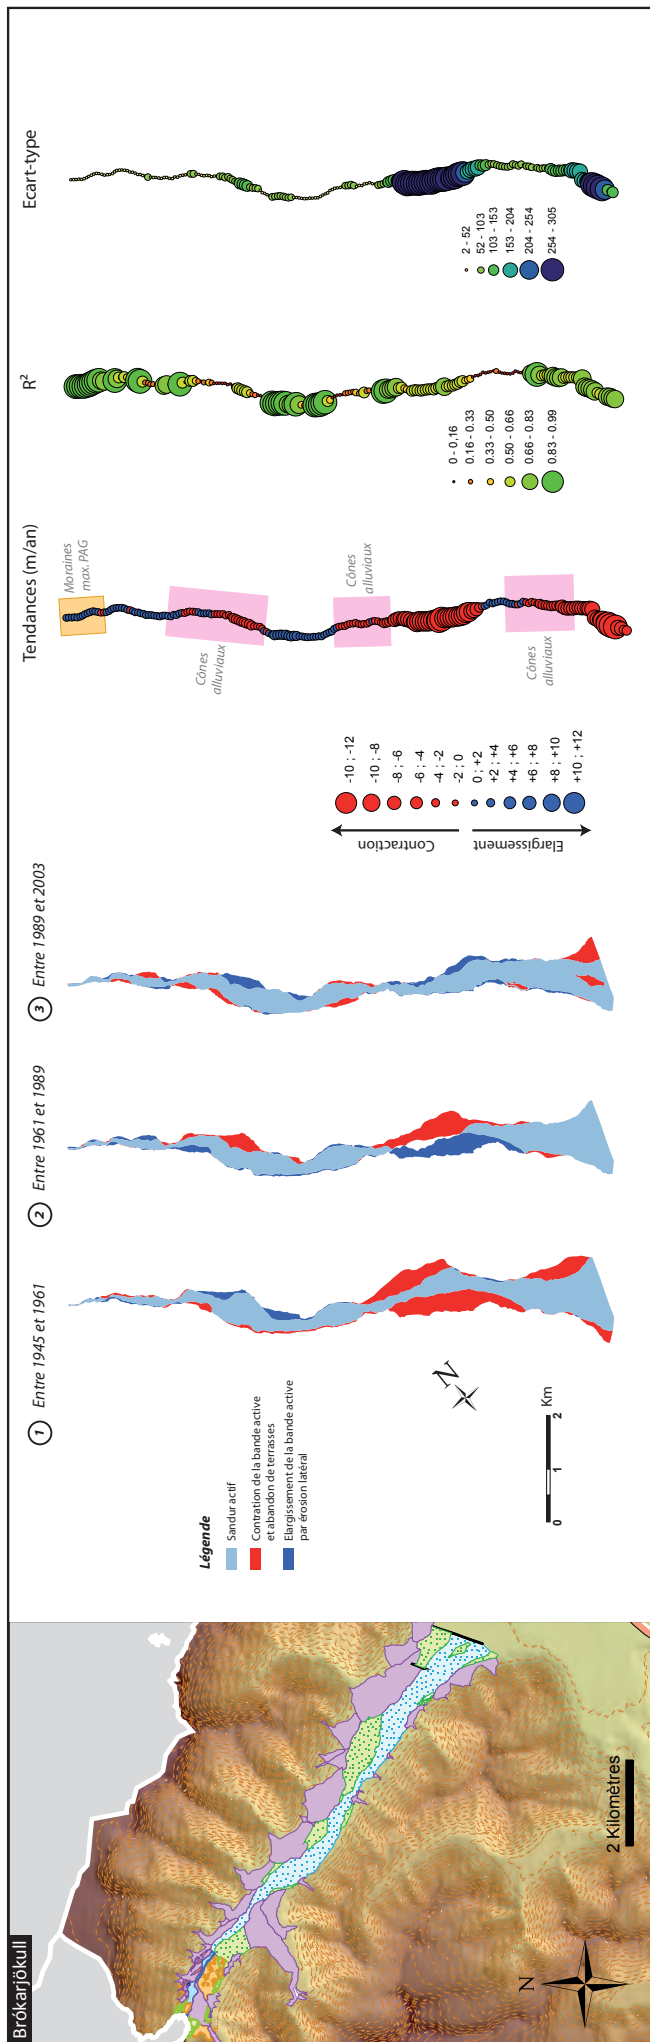 Brókarjökull
N
2 Kilomètres
1 Entre 1945 et 1961
2 Entre 1961 et 1989
3 Entre 1989 et 2003
Légende
Sandur actif
Contration de la bande active
et abandon de terrasses
Elargissement de la bande active
par érosion latéral
N
0
1
2
Km
Tendances (m/an)
Moraines
max. PAG
Cônes
alluviaux
Cônes
alluviaux
Cônes
alluviaux
Contraction
Elargissement
-10 ; -12
-10 ; -8
-8 ; -6
-6 ; -4
-4 ; -2
-2 ; 0
0 ; +2
+2 ; +4
+4 ; +6
+6 ; +8
+8 ; +10
+10 ; +12
R²
0 - 0,16
0.16 - 0.33
0.33 - 0.50
0.50 - 0.66
0.66 - 0.83
0.83 - 0.99
Ecart-type
2 - 52
52 - 103
103 - 153
153 - 204
204 - 254
254 - 305